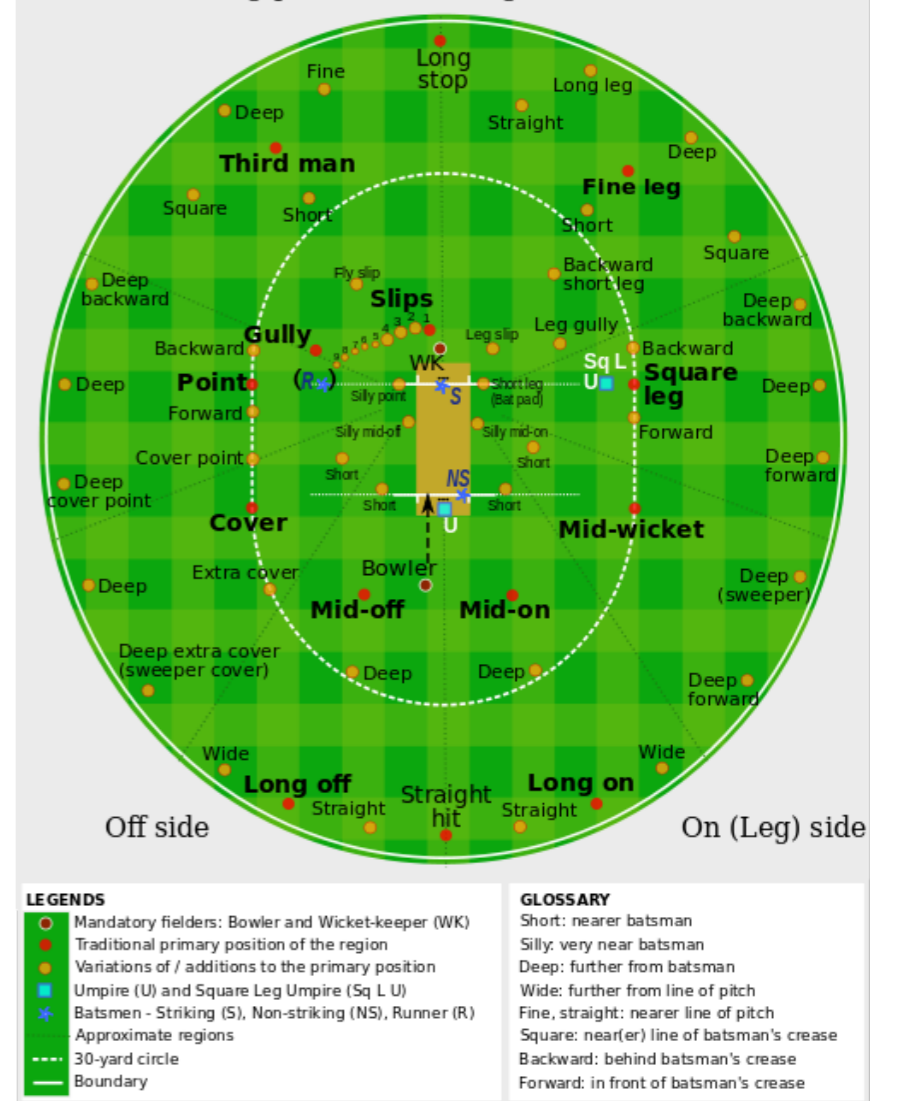 Long
stop
Fine
Long leg
Deep
Straight
Deep
Third man
Fine leg
Square
Short
Short
Square
Fly slip
Backward
short leg
Deep
backward
Slips
Deep
backward
Gully
9 8 7 6 5 4 3 2 1
Leg slip
Leg gully
Backward
WK
Sq L
U
Backward
Deep
Point
(R)
Silly point
S
Short leg
(Bat pad)
Square
leg
Deep
Forward
Silly mid-off
Silly mid-on
Forward
Cover point
Short
Short
Deep
forward
Deep
cover point
NS
Short
Short
Cover
U
Mid-wicket
Deep
Extra cover
Bowler
Deep
(sweeper)
Mid-off
Mid-on
Deep extra cover
(sweeper cover)
Deep
Deep
Deep
forward
Wide
Wide
Long off
Straight
Straight
hit
Long on
Straight
Off side
On (Leg) side
LEGENDS
Mandatory fielders: Bowler and Wicket-keeper (WK)
Traditional primary position of the region
Variations of / additions to the primary position
Umpire (U) and Square Leg Umpire (Sq L U)
Batsmen - Striking (S), Non-striking (NS), Runner (R)
Approximate regions
30-yard circle
Boundary
GLOSSARY
Short: nearer batsman
Silly: very near batsman
Deep: further from batsman
Wide: further from line of pitch
Fine, straight: nearer line of pitch
Square: near(er) line of batsman's crease
Backward: behind batsman's crease
Forward: in front of batsman's crease